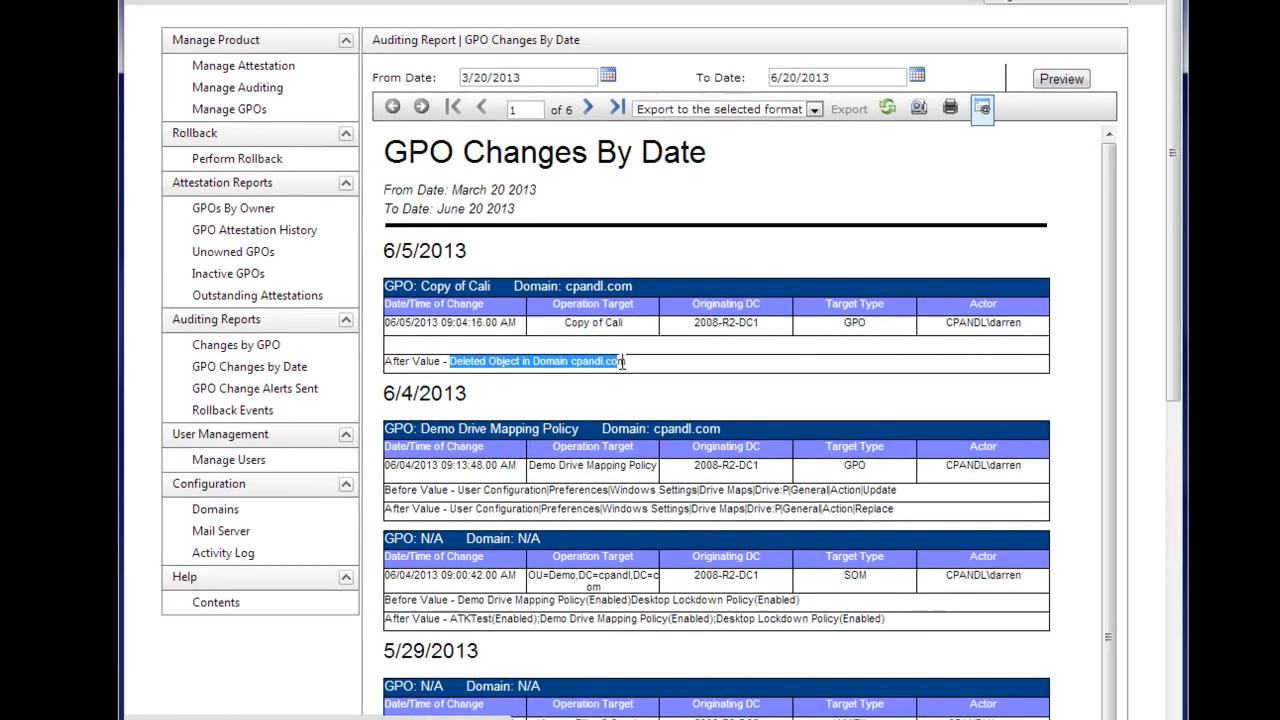 Manage Product
Manage Attestation
Manage Auditing
Manage GPOs
Rollback
Perform Rollback
Attestation Reports
GPOs By Owner
GPO Attestation History
Unowned GPOs
Inactive GPOs
Outstanding Attestations
Auditing Reports
Changes by GPO
GPO Changes by Date
GPO Change Alerts Sent
Rollback Events
User Management
Manage Users
Configuration
Domains
Mail Server
Activity Log
Help
Contents
Auditing Report | GPO Changes By Date
From Date: 3/20/2013 To Date: 6/20/2013 Preview
1 of 6 Export to the selected format Export
GPO Changes By Date
From Date: March 20 2013
To Date: June 20 2013
6/5/2013
GPO: Copy of Cali Domain: cpandl.com
Date/Time of Change Operation Target Originating DC Target Type Actor
06/05/2013 09:04:16.00 AM Copy of Cali 2008-R2-DC1 GPO CPANDL\darren
After Value - Deleted Object in Domain cpandl.com
6/4/2013
GPO: Demo Drive Mapping Policy Domain: cpandl.com
Date/Time of Change Operation Target Originating DC Target Type Actor
06/04/2013 09:13:48.00 AM Demo Drive Mapping Policy 2008-R2-DC1 GPO CPANDL\darren
Before Value - User Configuration|Preferences|Windows Settings|Drive Maps|Drive:P|General|Action|Update
After Value - User Configuration|Preferences|Windows Settings|Drive Maps|Drive:P|General|Action|Replace
GPO: N/A Domain: N/A
Date/Time of Change Operation Target Originating DC Target Type Actor
06/04/2013 09:00:42.00 AM OU=Demo,DC=cpandl,DC=c 2008-R2-DC1 SOM CPANDL\darren
om
Before Value - Demo Drive Mapping Policy(Enabled)Desktop Lockdown Policy(Enabled)
After Value - ATKTest(Enabled);Demo Drive Mapping Policy(Enabled);Desktop Lockdown Policy(Enabled)
5/29/2013
GPO: N/A Domain: N/A
Date/Time of Change Operation Target Originating DC Target Type Actor